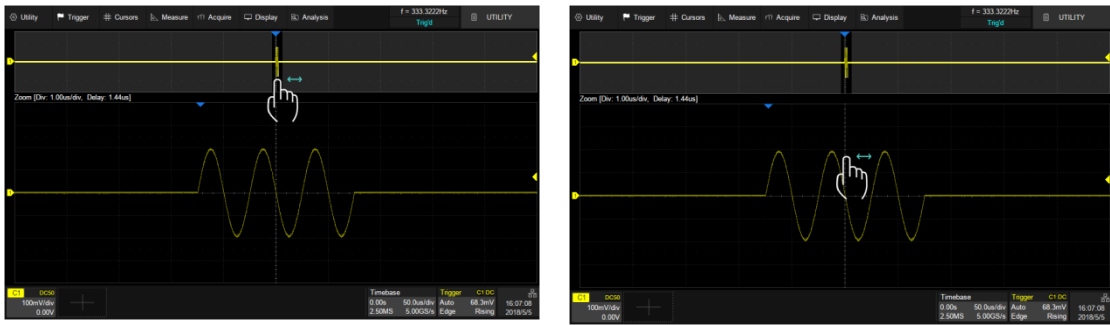 Utility Trigger Cursors Measure Acquire Display Analysis f = 333.3222Hz Trig'd UTILITY
D
Zoom [Div: 1.00us/div, Delay: 1.44us]
D
C1 DC50
100mV/div
0.00V
Timebase
0.00s 50.0us/div
2.50MS 5.00GS/s
Trigger C1 DC
Auto 68.3mV
Edge Rising
16:07:08
2018/5/5
Utility Trigger Cursors Measure Acquire Display Analysis f = 333.3222Hz Trig'd UTILITY
D
Zoom [Div: 1.00us/div, Delay: 1.44us]
D
C1 DC50
100mV/div
0.00V
Timebase
0.00s 50.0us/div
2.50MS 5.00GS/s
Trigger C1 DC
Auto 68.3mV
Edge Rising
16:07:08
2018/5/5